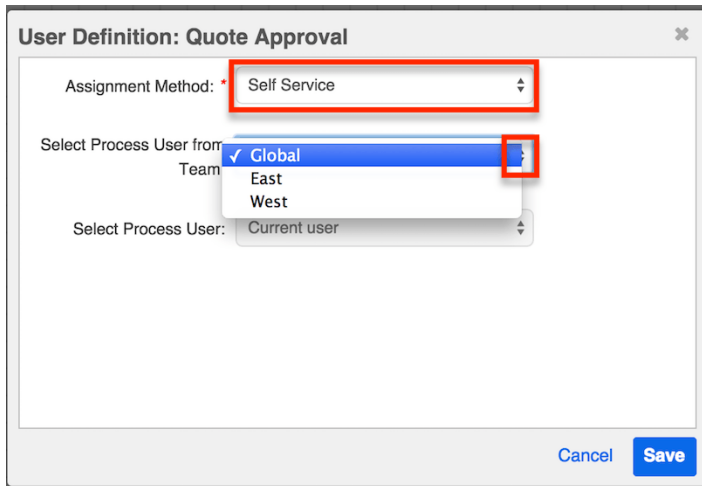 User Definition: Quote Approval
Assignment Method: * Self Service
Select Process User from
Team
✓ Global
East
West
Select Process User: Current user
Cancel Save